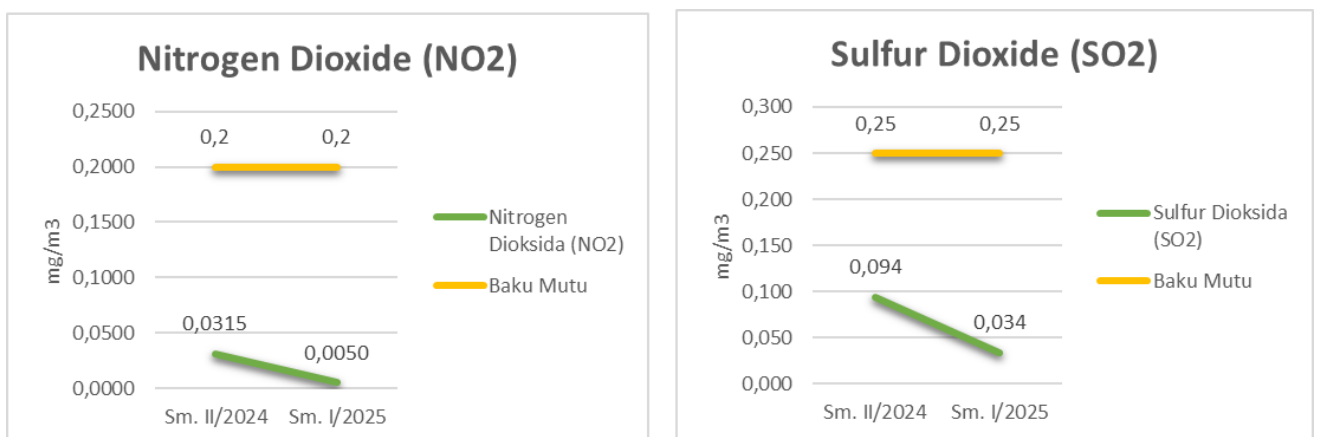 Nitrogen Dioxide (NO2)
0,2500
0,2000
0,1500
0,1000
0,0500
0,0000
mg/m3
0,2
0,2
0,0315
0,0050
Sm. II/2024
Sm. I/2025
Nitrogen
Dioksida (NO2)
Baku Mutu
Sulfur Dioxide (SO2)
0,300
0,250
0,200
0,150
0,100
0,050
0,000
mg/m3
0,25
0,25
0,094
0,034
Sm. II/2024
Sm. I/2025
Sulfur Dioksida
(SO2)
Baku Mutu